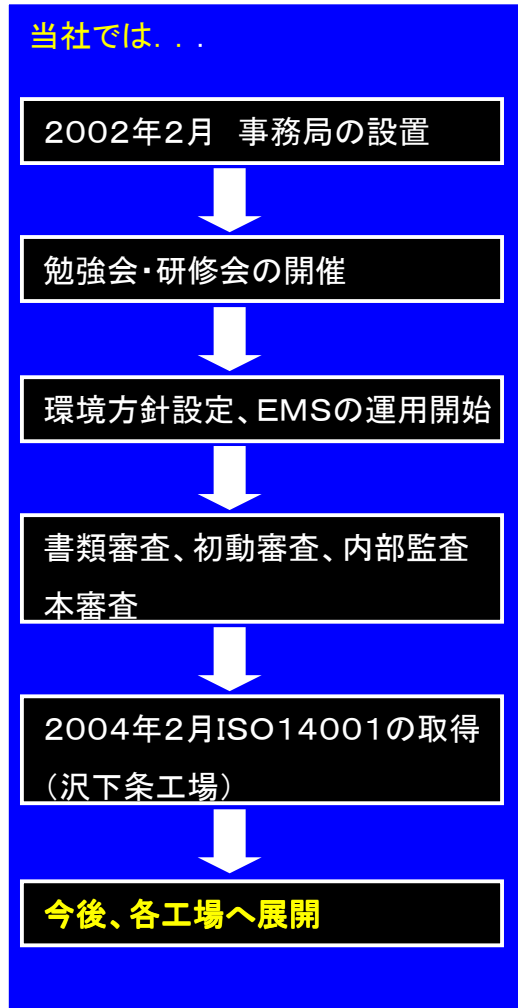 当社では. . .
2002年2月　事務局の設置
勉強会・研修会の開催
環境方針設定、EMSの運用開始
書類審査、初動審査、内部監査
本審査
2004年2月ISO14001の取得
（沢下条工場）
今後、各工場へ展開